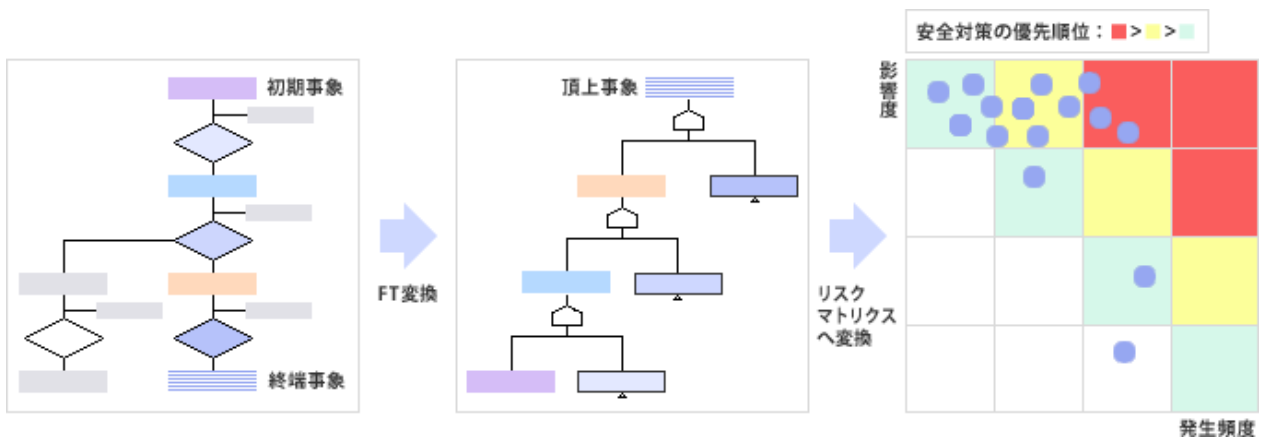 初期事象
終端事象
FT変換
頂上事象
リスク
マトリクス
へ変換
安全対策の優先順位：■>■>■
影響度
発生頻度